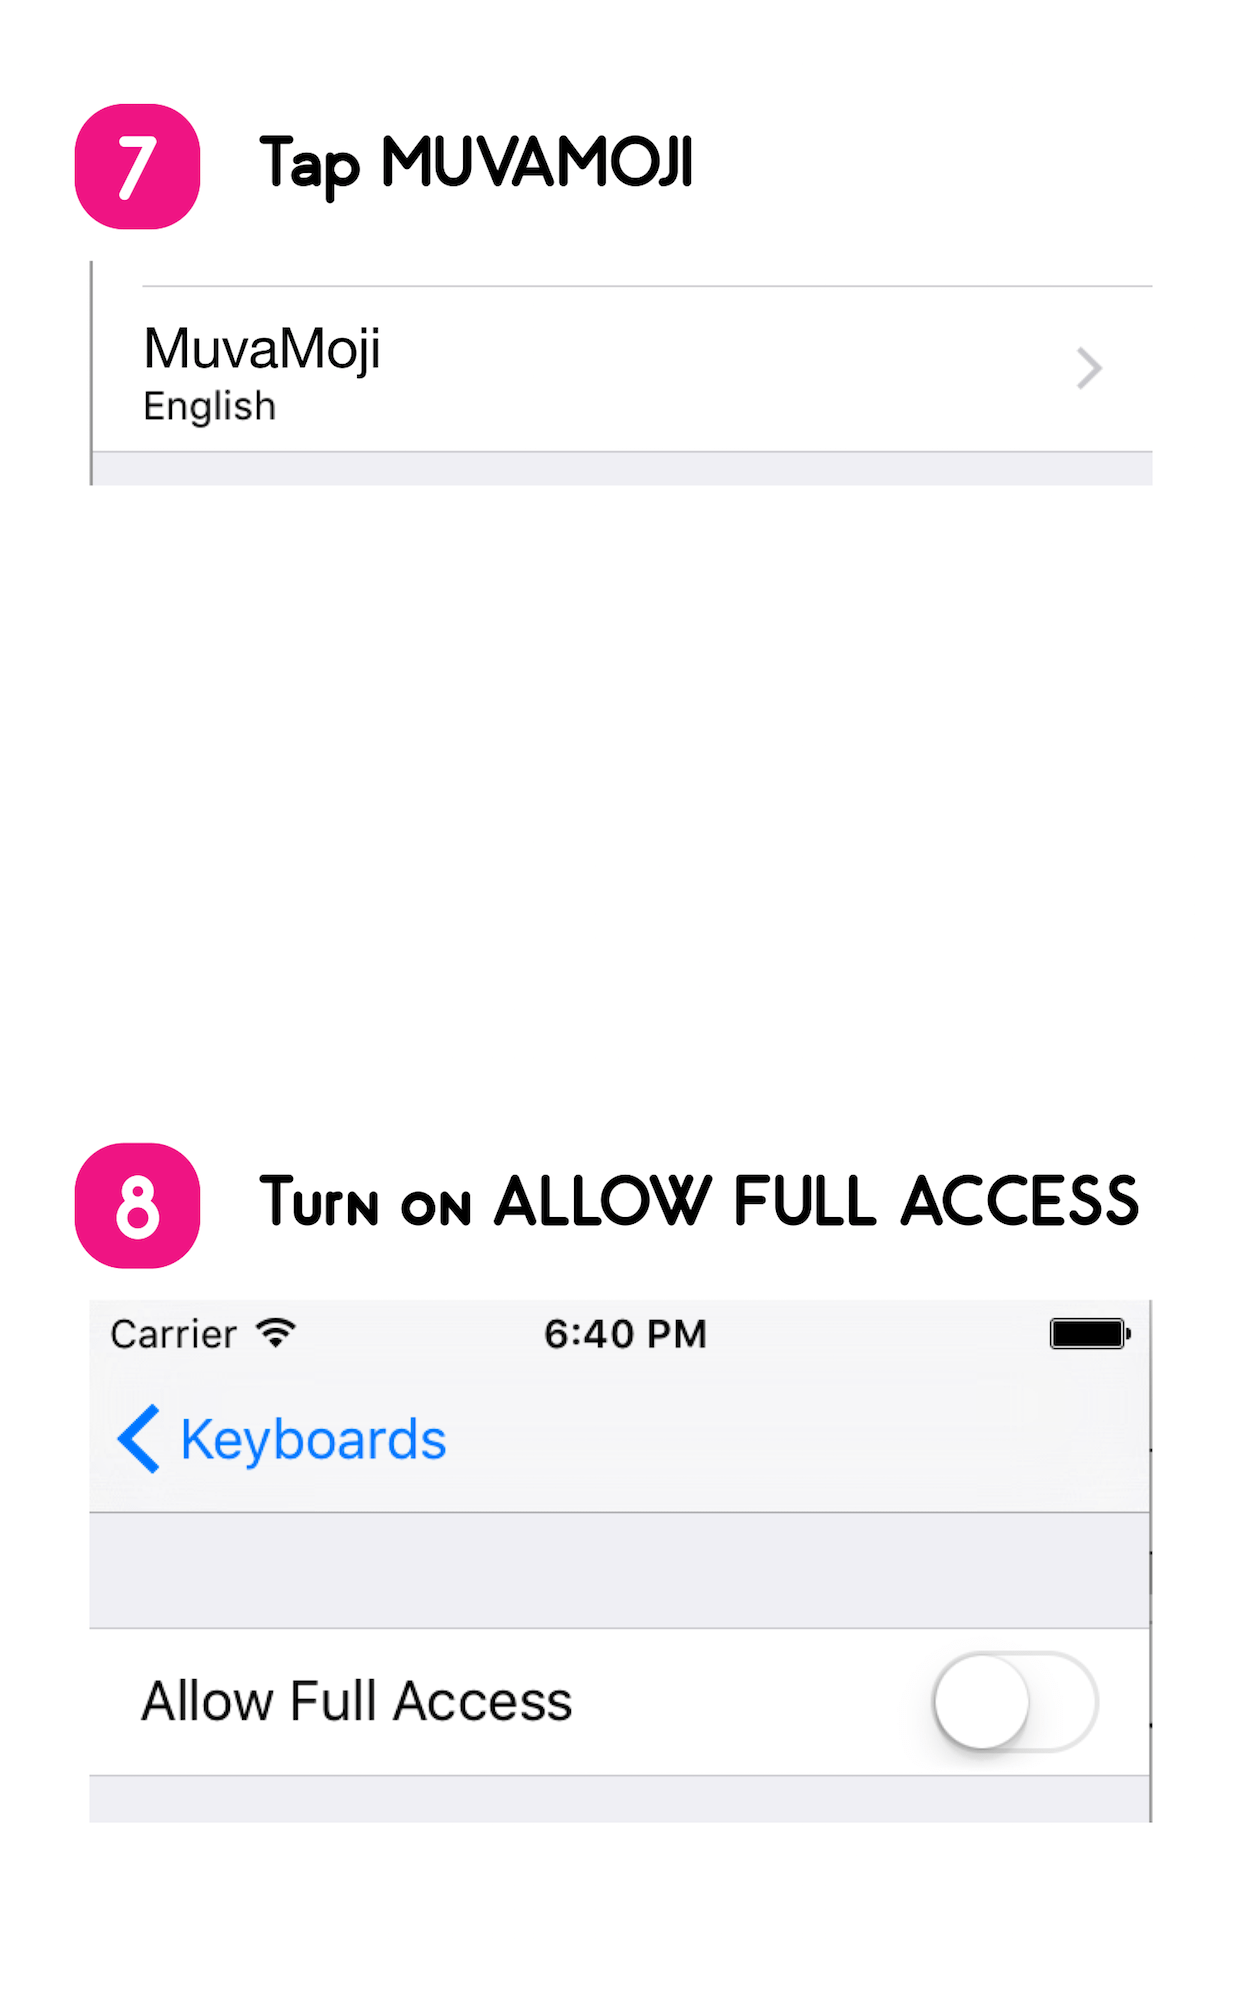 7 Tap MUVAMOJI
MuvaMoji
English
8 Turn on ALLOW FULL ACCESS
Carrier 6:40 PM
Keyboards
Allow Full Access